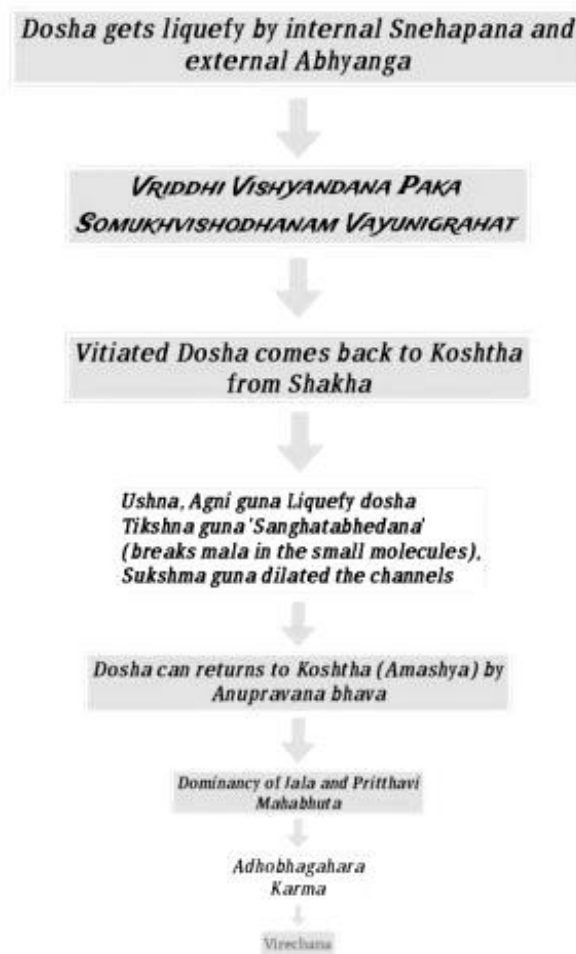 Dosha gets liquefy by internal Snehapana and
external Abhyanga
VRIDDHI VISHYANDANA PAKA
SOMUKHVISHODHANAM VAYUNIGRAHAT
Vitiated Dosha comes back to Koshtha
from Shakha
Ushna, Agni guna Liquefy dosha
Tikshna guna 'Sanghatabhedana'
(breaks mala in the small molecules),
Sukshma guna dilated the channels
Dosha can returns to Koshtha (Amashya) by
Anupravana bhava
Dominancy of Jala and Pritthavi
Mahabhuta
Adhobhagahara
Karma
Virechana